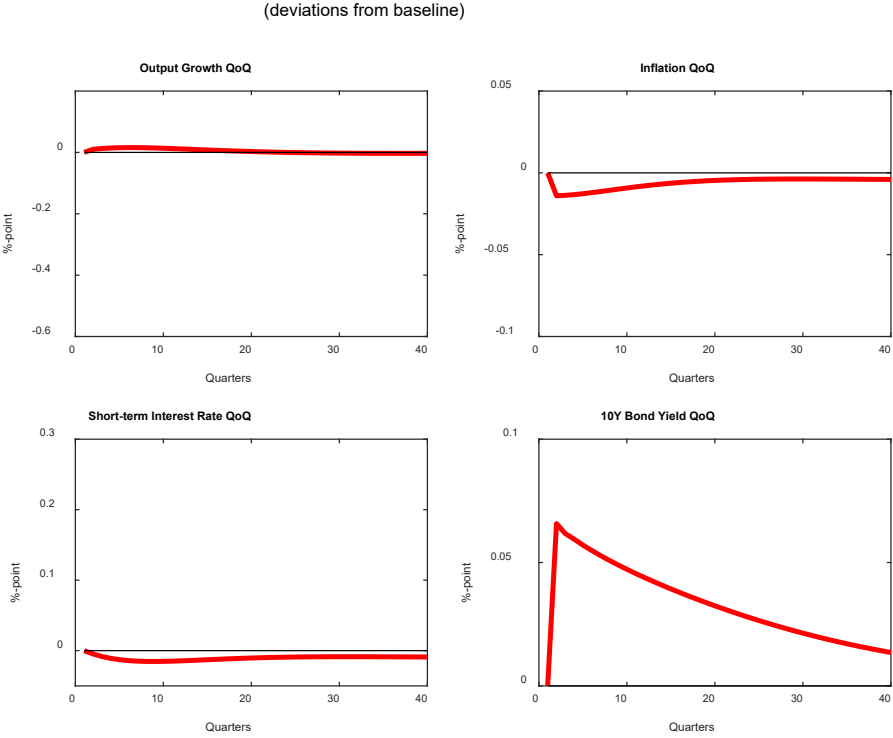 (deviations from baseline)
Output Growth QoQ
0
-0.2
-0.4
-0.6
%-point
0 10 20 30 40
Quarters
Inflation QoQ
0.05
0
-0.05
-0.1
%-point
0 10 20 30 40
Quarters
Short-term Interest Rate QoQ
0.3
0.2
0.1
0
%-point
0 10 20 30 40
Quarters
10Y Bond Yield QoQ
0.1
0.05
0
%-point
0 10 20 30 40
Quarters